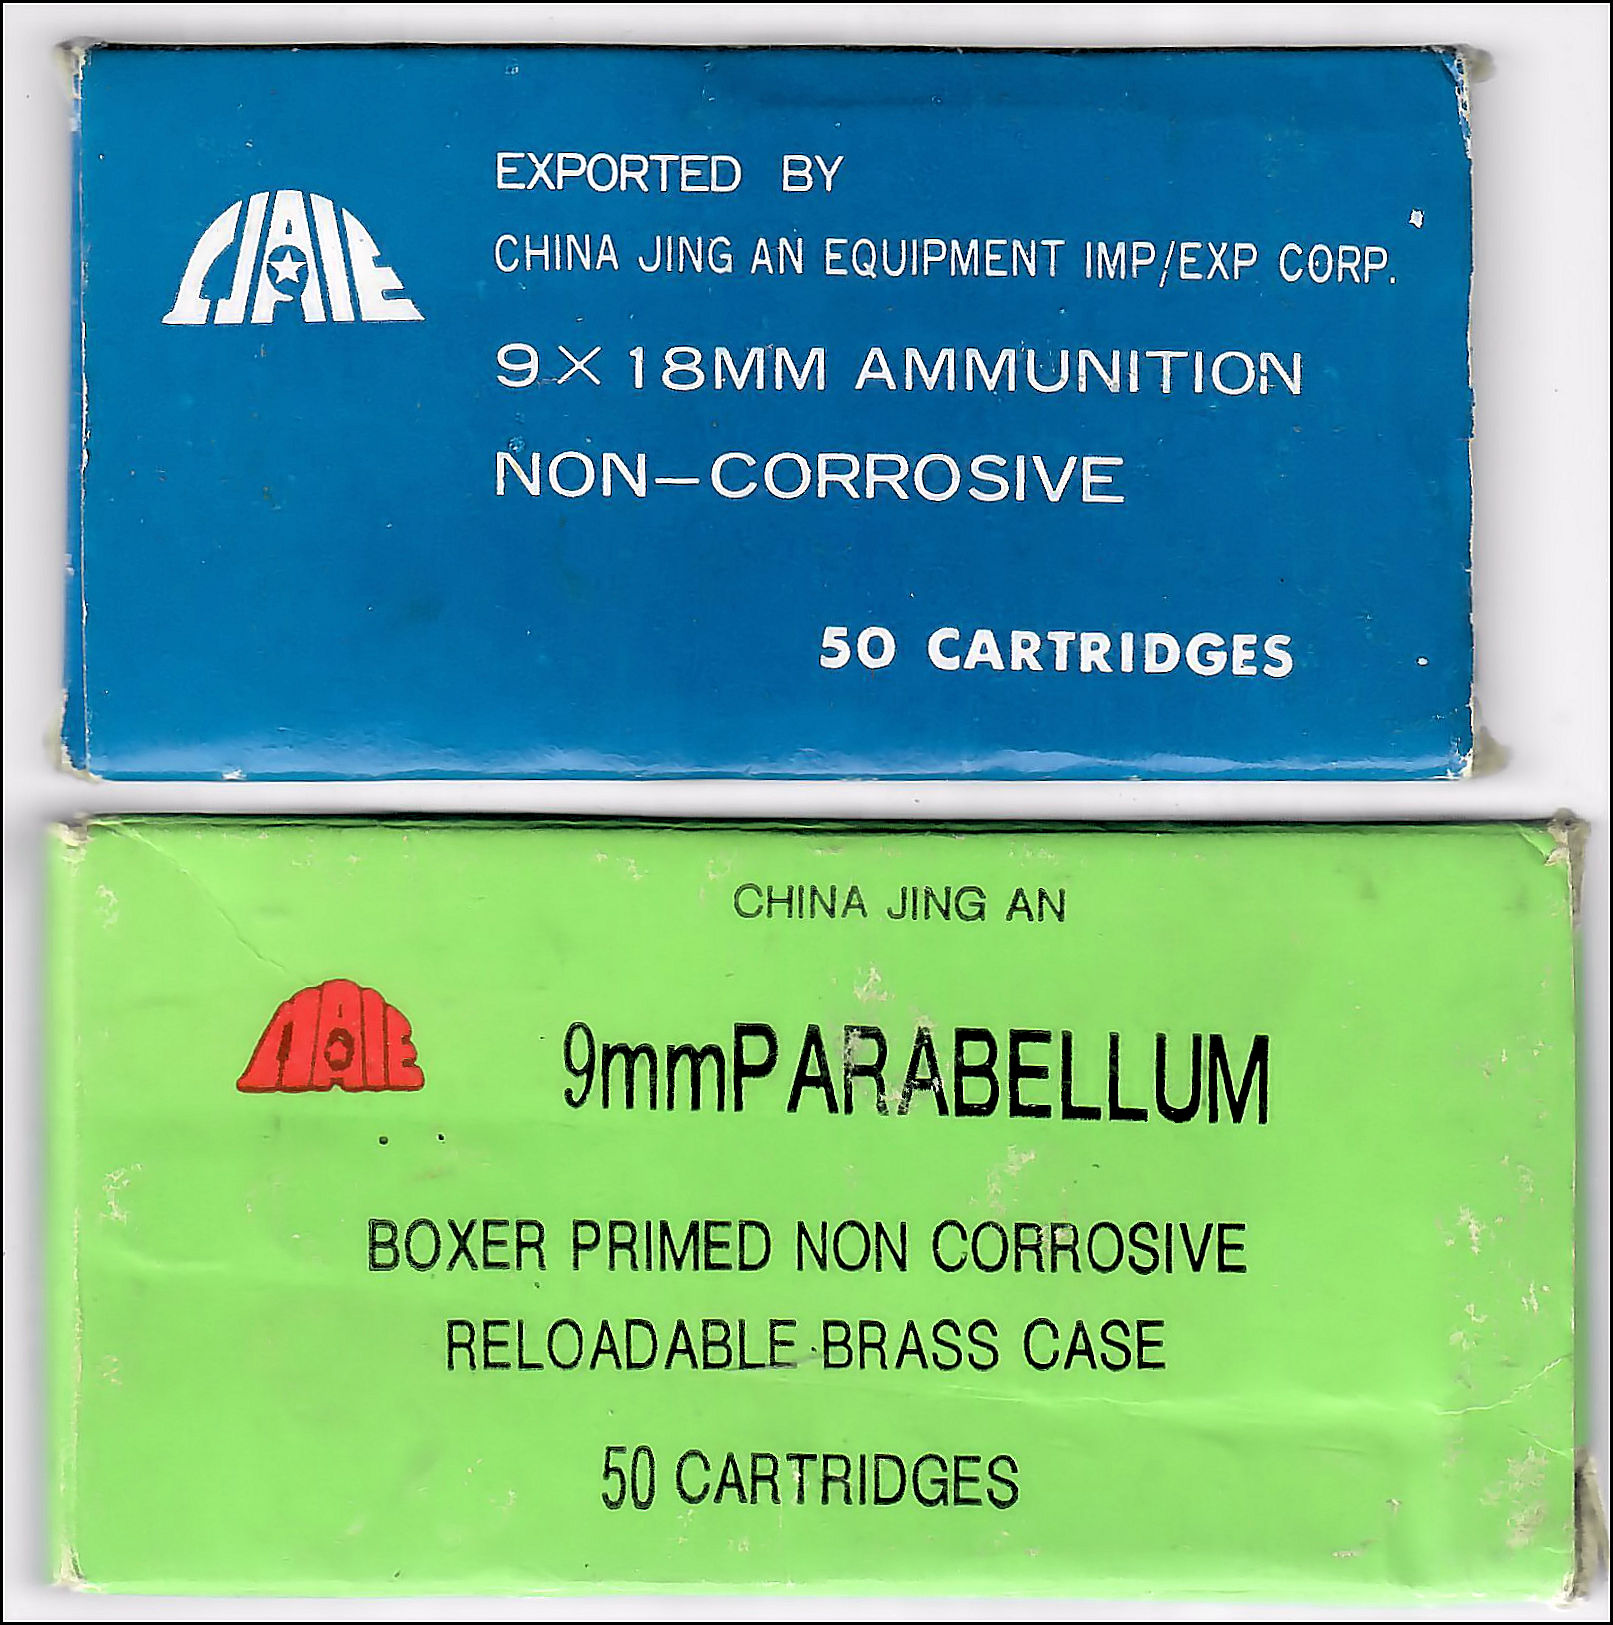 CJAIE
EXPORTED BY
CHINA JING AN EQUIPMENT IMP/EXP CORP.
9×18MM AMMUNITION
NON-CORROSIVE
50 CARTRIDGES
CHINA JING AN
CJAIE
9mmPARABELLUM
BOXER PRIMED NON CORROSIVE
RELOADABLE BRASS CASE
50 CARTRIDGES